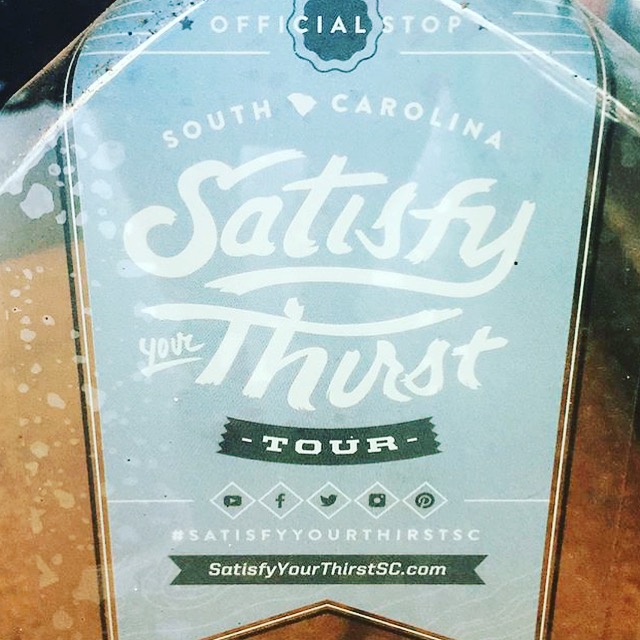 OFFICIAL STOP
SOUTH CAROLINA
Satisfy
your Thirst
-TOUR-
#SATISFYYOURTHIRSTSC
SatisfyYourThirstSC.com